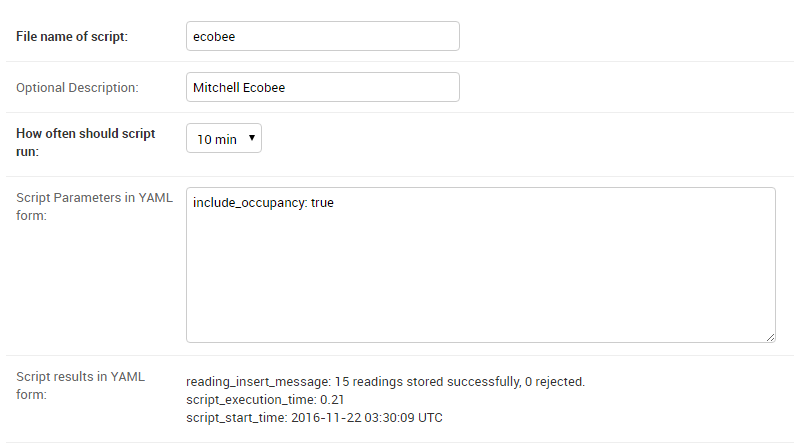 File name of script:
ecobee
Optional Description:
Mitchell Ecobee
How often should script
run:
10 min
Script Parameters in YAML
form:
include_occupancy: true
Script results in YAML
form:
reading_insert_message: 15 readings stored successfully, 0 rejected.
script_execution_time: 0.21
script_start_time: 2016-11-22 03:30:09 UTC